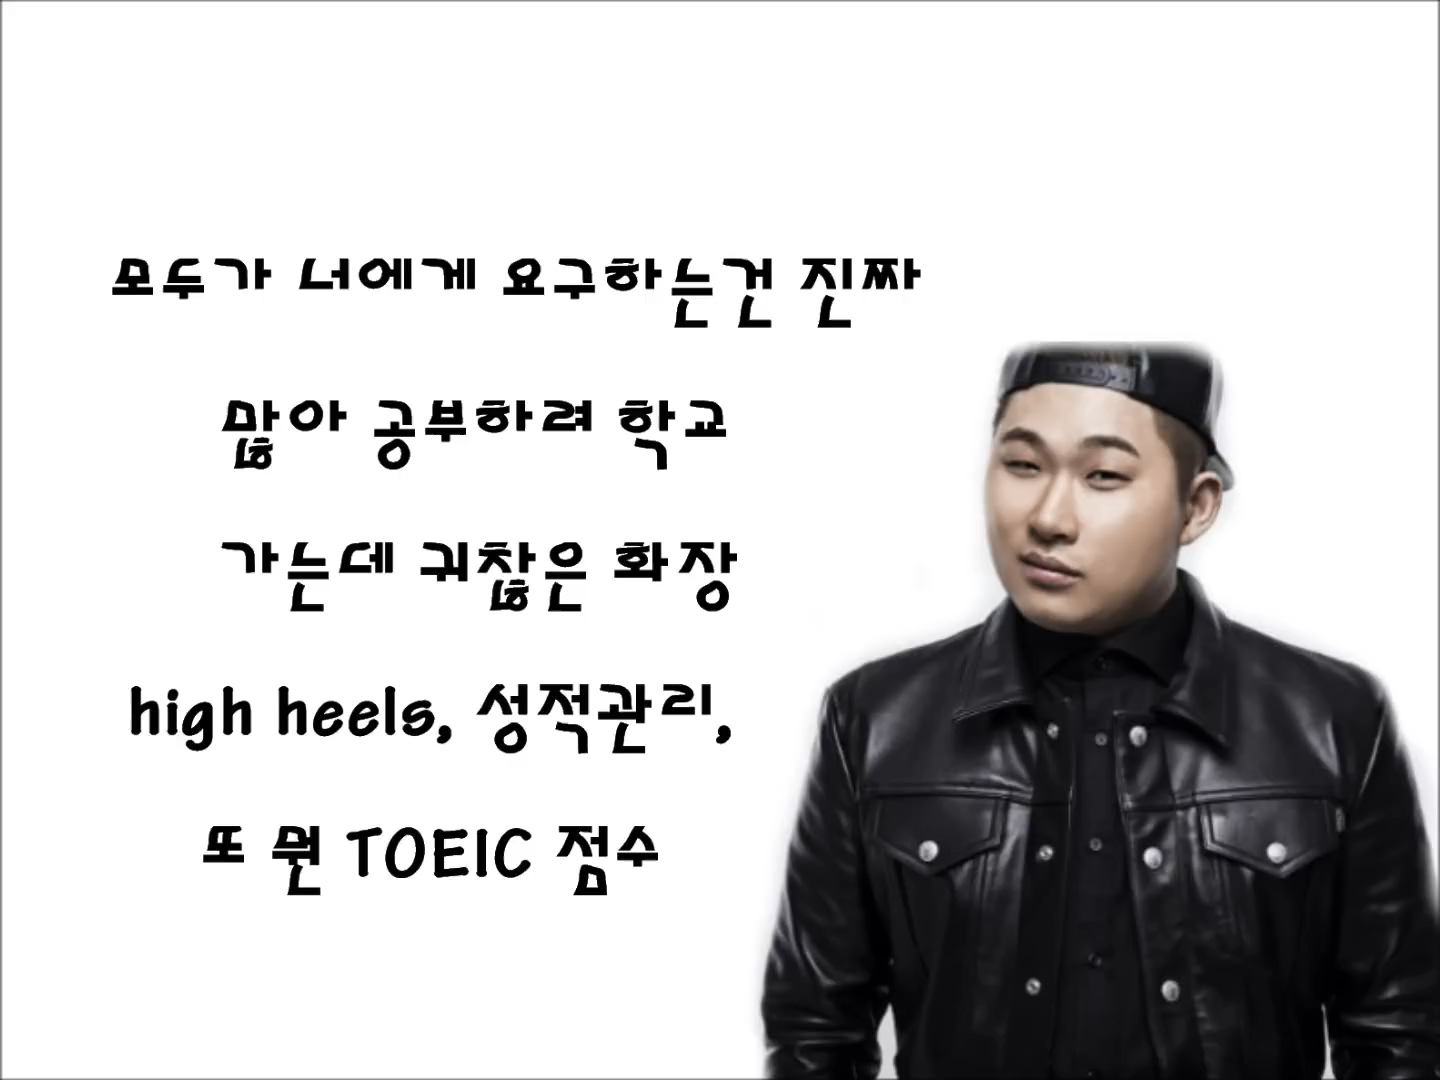 모두가 너에게 요구하는건 진짜
많아 공부하려 학교
가는데 귀찮은 화장
high heels, 성적관리,
또 뭔 TOEIC 점수